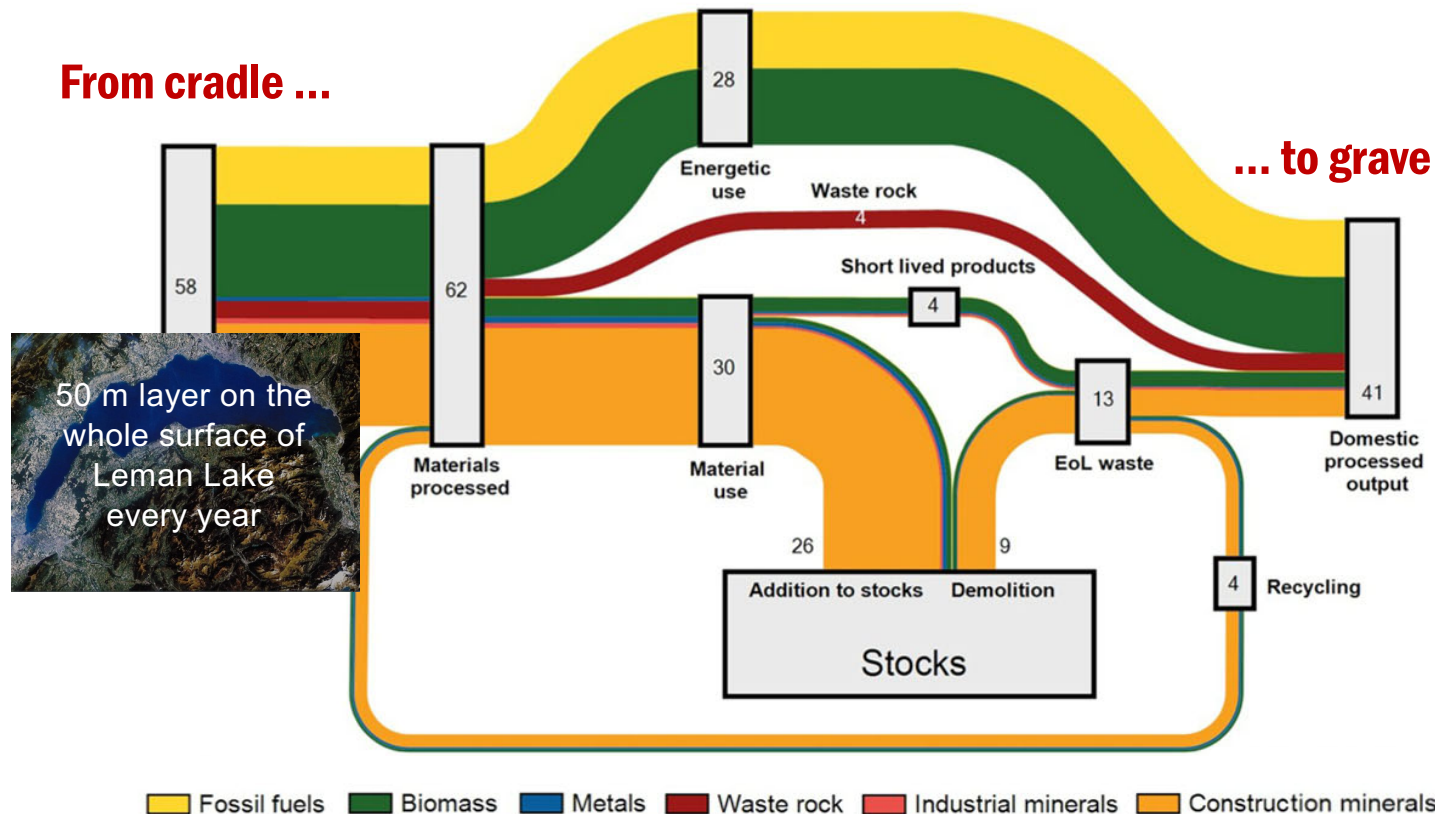 From cradle ...
... to grave
28
Energetic
use
Waste rock
4
Short lived products
4
58
62
30
13
41
50 m layer on the
whole surface of
Leman Lake
every year
Materials
processed
Material
use
EoL waste
Domestic
processed
output
26
9
Addition to stocks
Demolition
Stocks
4
Recycling
Fossil fuels
Biomass
Metals
Waste rock
Industrial minerals
Construction minerals